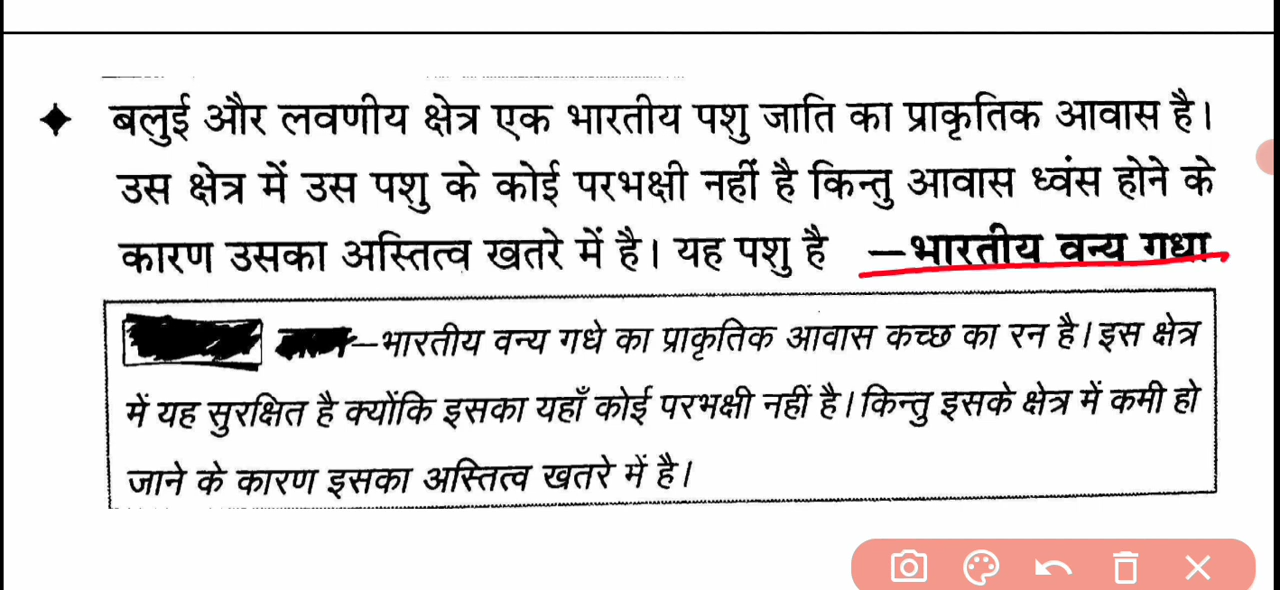 बलुई और लवणीय क्षेत्र एक भारतीय पशु जाति का प्राकृतिक आवास है।
उस क्षेत्र में उस पशु के कोई परभक्षी नहीं है किन्तु आवास ध्वंस होने के
कारण उसका अस्तित्व खतरे में है। यह पशु है –भारतीय वन्य गधा
–भारतीय वन्य गधे का प्राकृतिक आवास कच्छ का रन है। इस क्षेत्र
में यह सुरक्षित है क्योंकि इसका यहाँ कोई परभक्षी नहीं है। किन्तु इसके क्षेत्र में कमी हो
जाने के कारण इसका अस्तित्व खतरे में है।